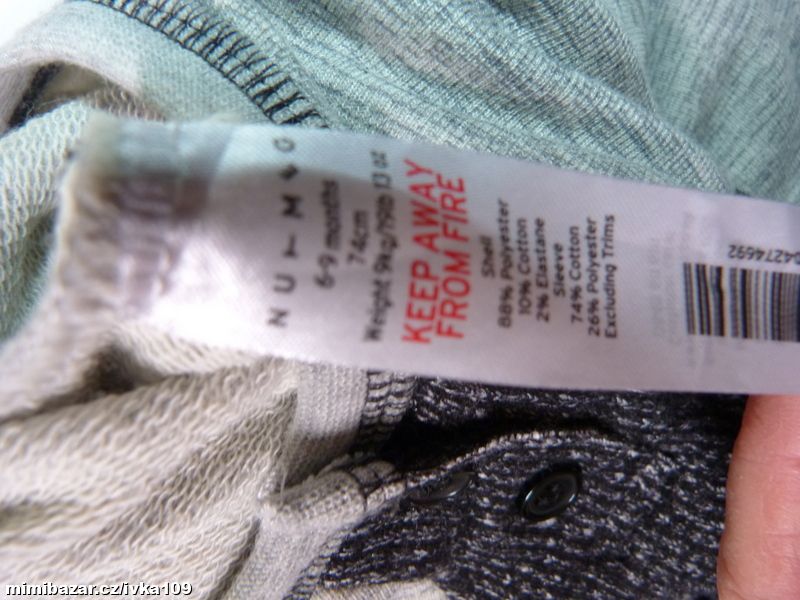 NUTMEG
6-9 months
74cm
Weight 9kg/19lb 13 oz
KEEP AWAY
FROM FIRE
Shell
88% Polyester
10% Cotton
2% Elastane
Sleeve
74% Cotton
26% Polyester
Excluding Trims
04274692
mimibazar.cz/ivka109